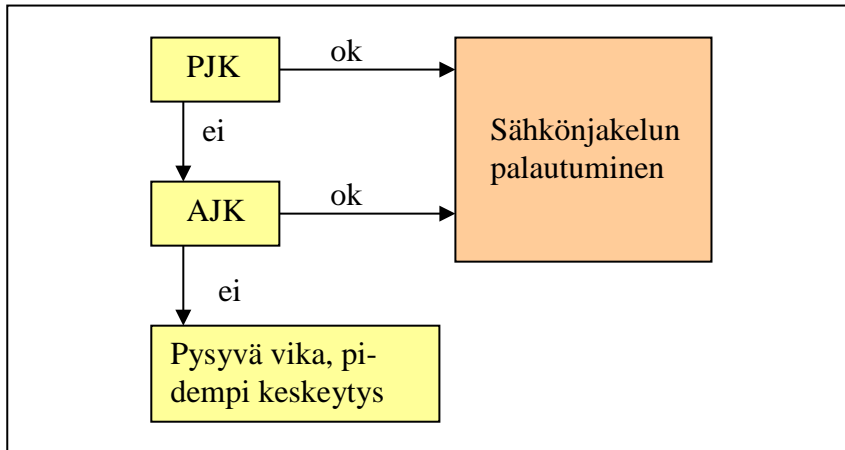 PJK
ok
Sähkönjakelun
palautuminen
ei
AJK
ok
ei
Pysyvä vika, pi-
dempi keskeytys